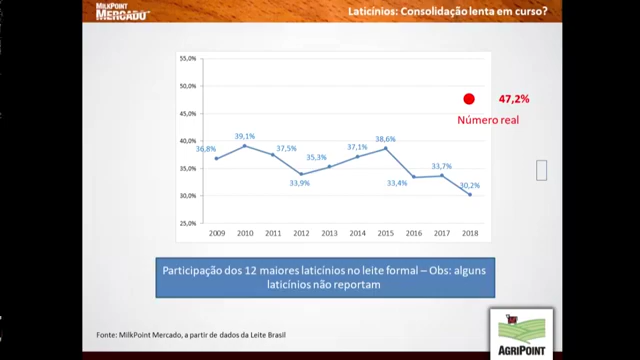 MILKPOINT
MERCADO
Laticínios: Consolidação lenta em curso?
55,0%
50,0%
45,0%
40,0%
35,0%
30,0%
25,0%
36,8%
39,1%
37,5%
33,9%
35,3%
37,1%
38,6%
33,4%
33,7%
30,2%
47,2%
Número real
2009 2010 2011 2012 2013 2014 2015 2016 2017 2018
Participação dos 12 maiores laticínios no leite formal – Obs: alguns
laticínios não reportam
Fonte: MilkPoint Mercado, a partir de dados da Leite Brasil
AGRIPOINT